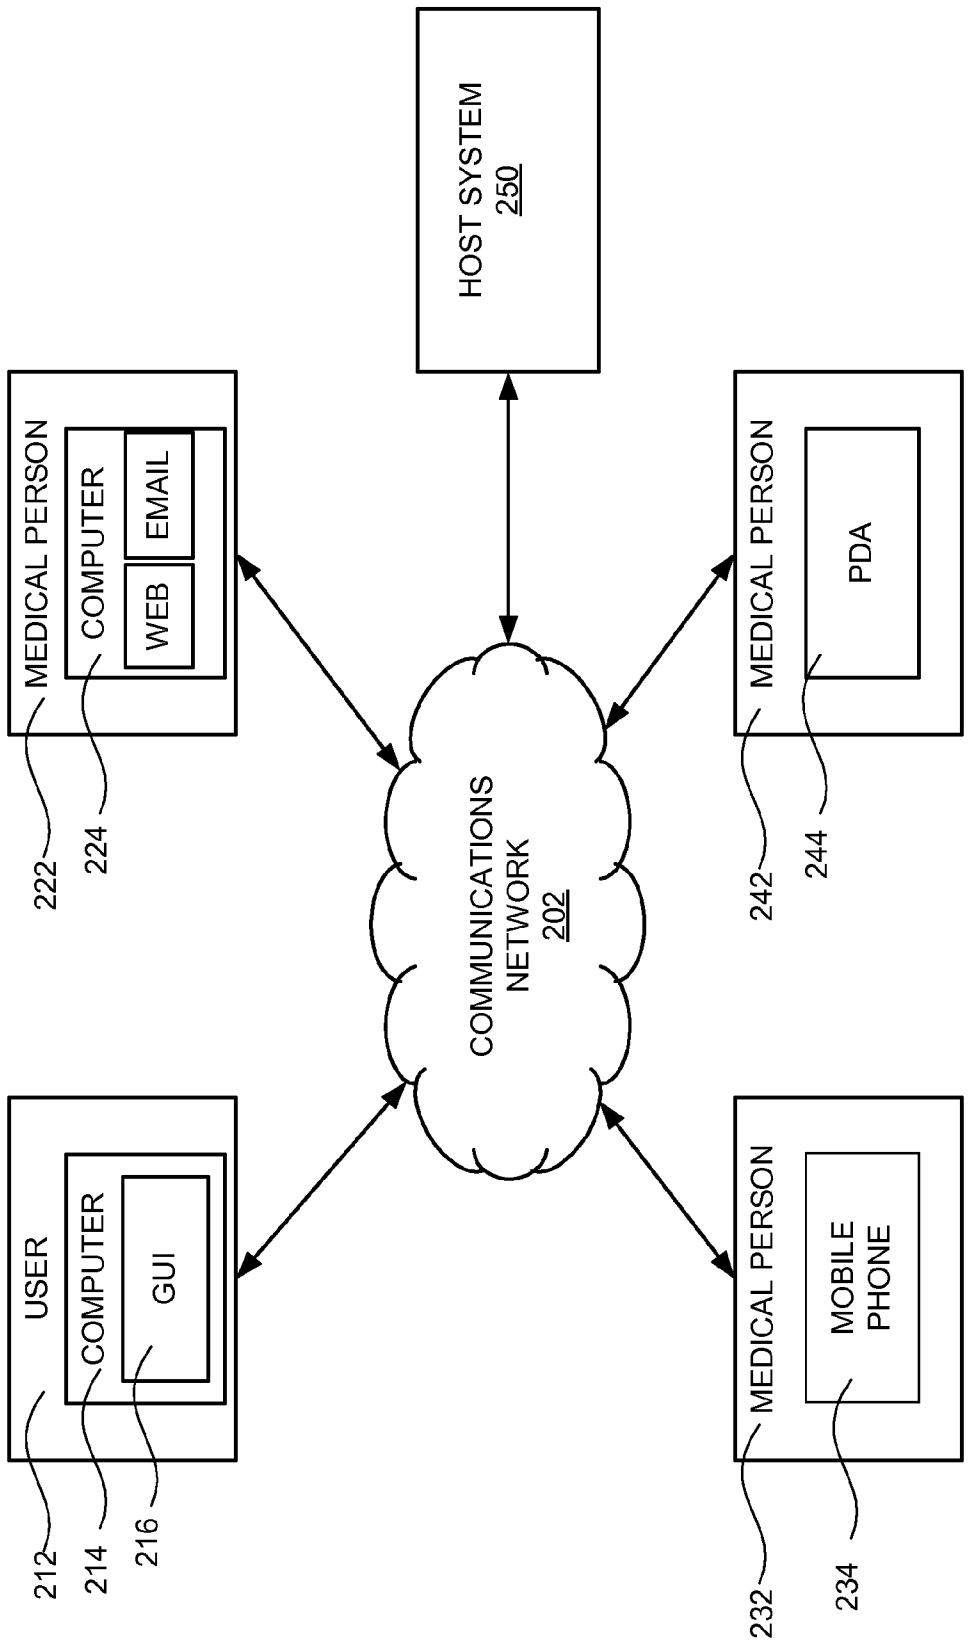 212
USER
214
COMPUTER
216
GUI
222
MEDICAL PERSON
224
COMPUTER
WEB
EMAIL
COMMUNICATIONS
NETWORK
202
HOST SYSTEM
250
232
MEDICAL PERSON
234
MOBILE
PHONE
242
MEDICAL PERSON
244
PDA